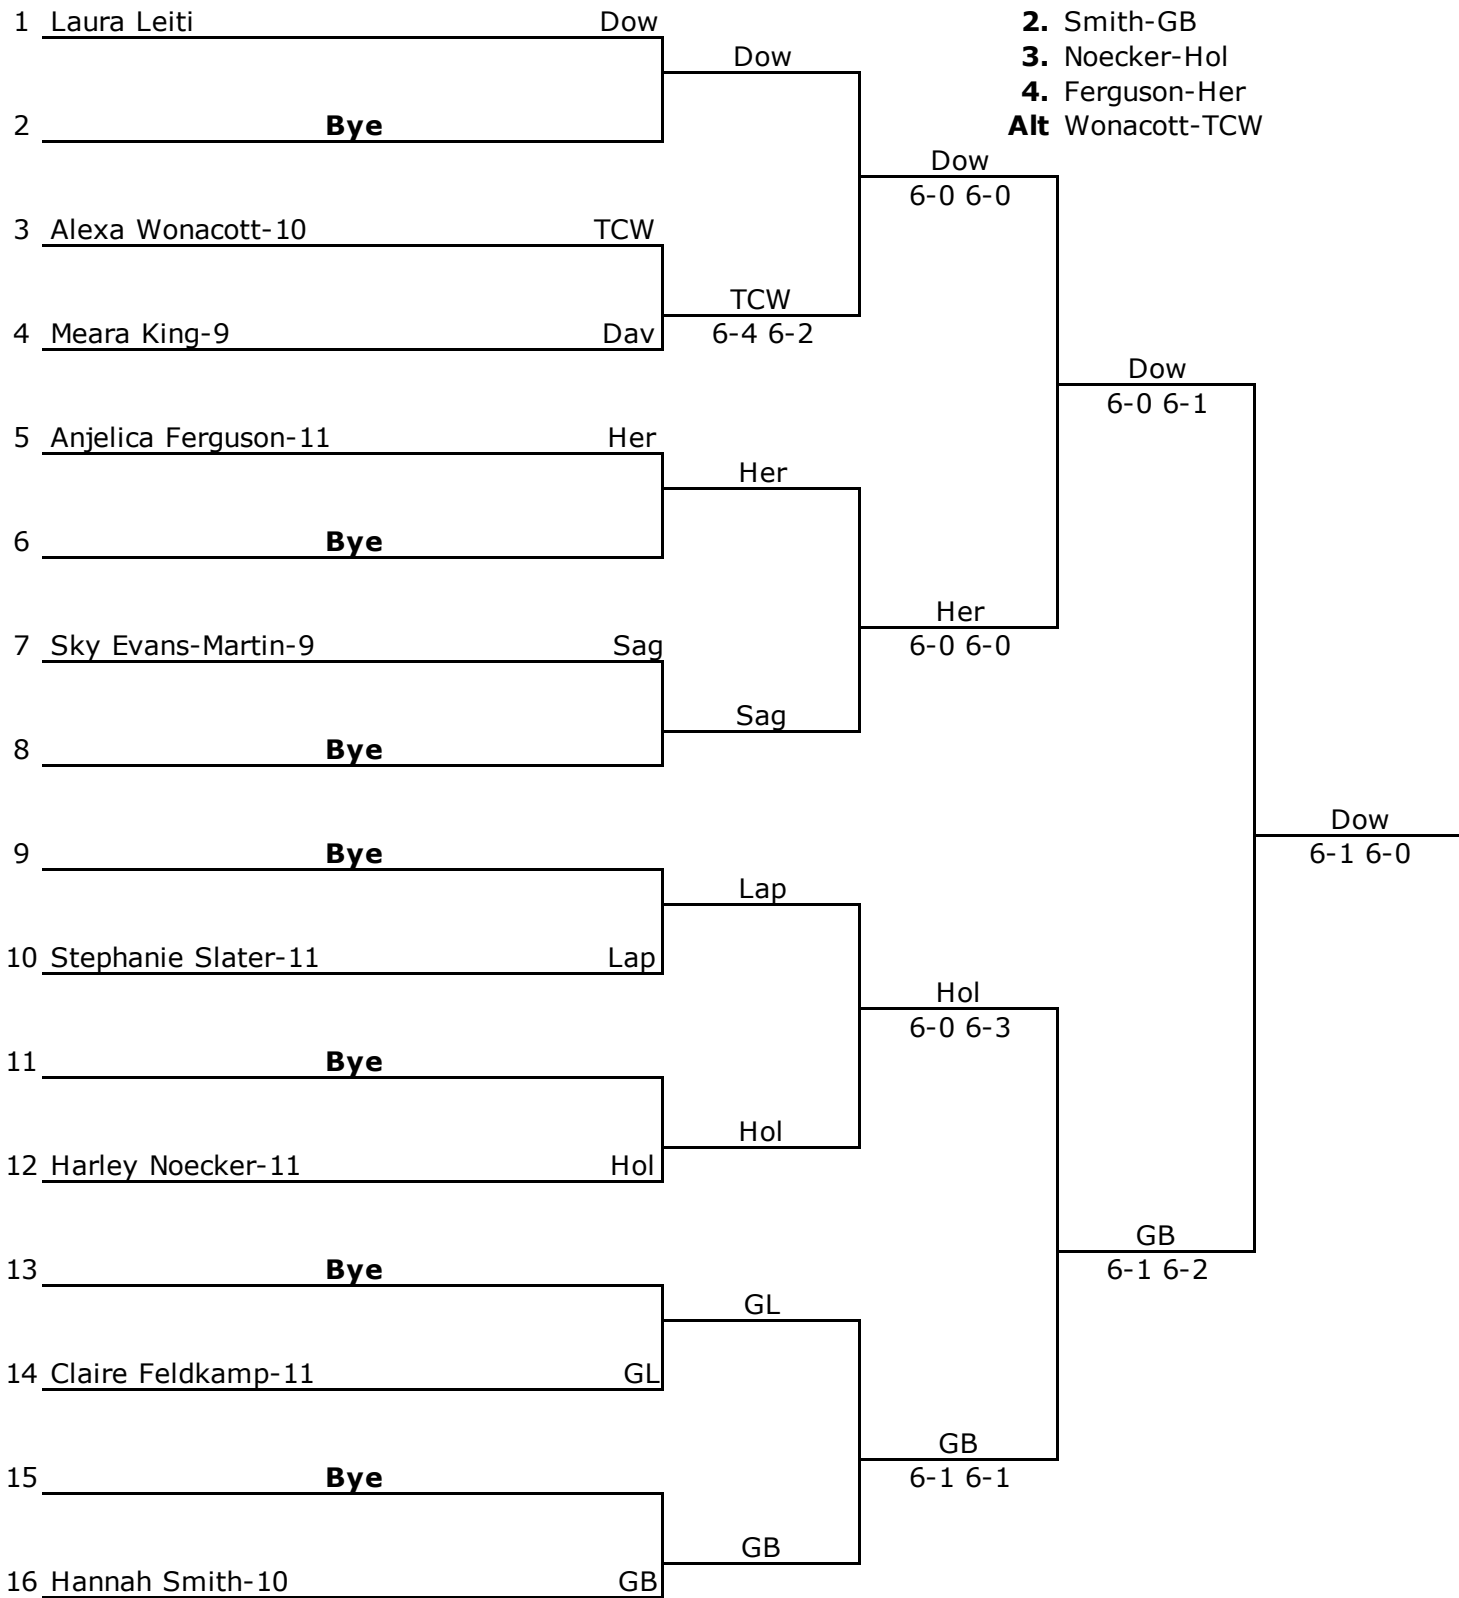 1 Laura Leiti Dow
2. Smith-GB
Dow
3. Noecker-Hol
4. Ferguson-Her
2 Bye
Alt Wonacott-TCW
Dow
6-0 6-0
3 Alexa Wonacott-10 TCW
TCW
4 Meara King-9 Dav
6-4 6-2
Dow
6-0 6-1
5 Anjelica Ferguson-11 Her
Her
6 Bye
Her
6-0 6-0
7 Sky Evans-Martin-9 Sag
Sag
8 Bye
Dow
6-1 6-0
9 Bye
Lap
10 Stephanie Slater-11 Lap
Hol
6-0 6-3
11 Bye
Hol
12 Harley Noecker-11 Hol
GB
6-1 6-2
13 Bye
GL
14 Claire Feldkamp-11 GL
GB
6-1 6-1
15 Bye
GB
16 Hannah Smith-10 GB